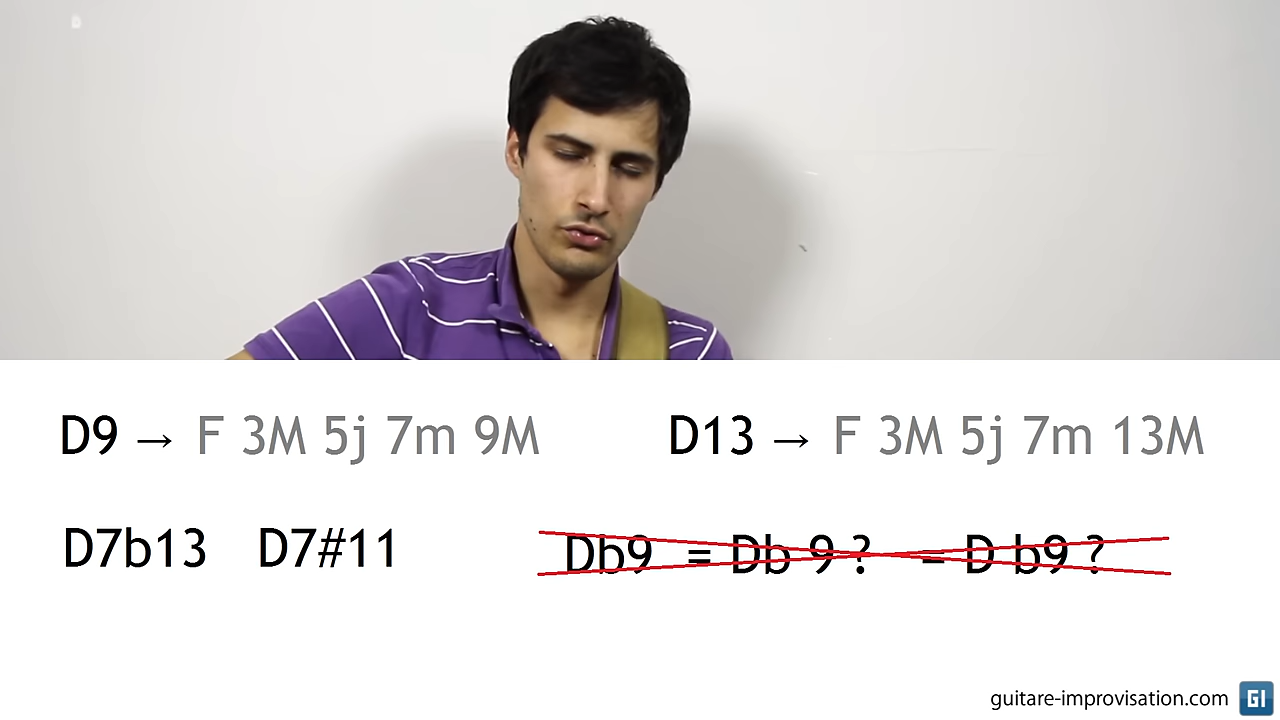 D9 → F 3M 5j 7m 9M D13 → F 3M 5j 7m 13M
D7b13 D7#11 Db9 = Db 9 ? = D b9 ?
guitare-improvisation.com GI